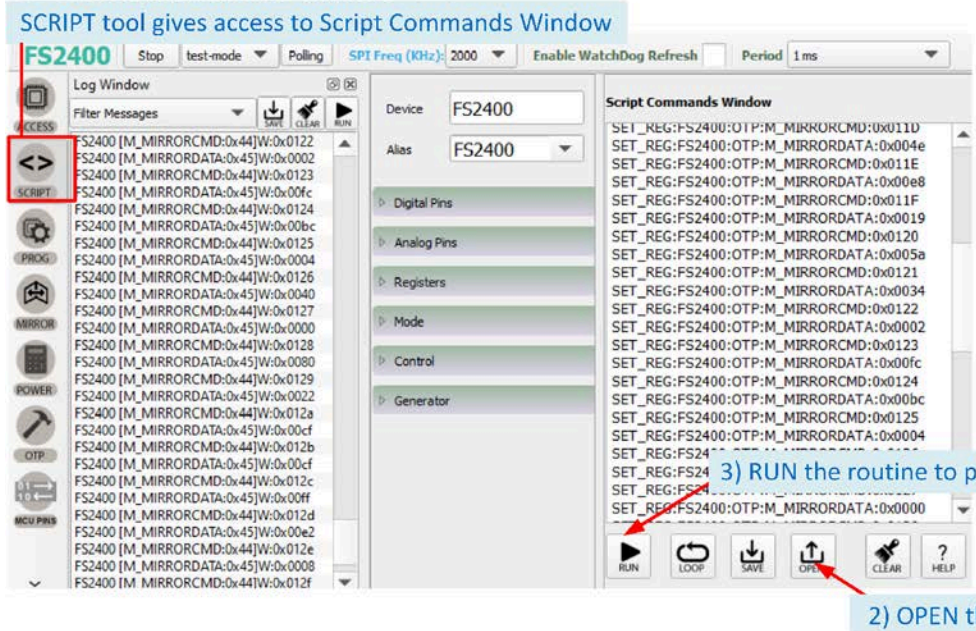 SCRIPT tool gives access to Script Commands Window
FS2400 Stop test-mode Polling SPI Freq (KHz): 2000 Enable WatchDog Refresh Period 1 ms
ACCESS
SCRIPT
PROG
MIRROR
POWER
OTP
MCU PINS
Log Window
Filter Messages SAVE CLEAR RUN
FS2400 [M_MIRRORCMD:0x44]W:0x0122
FS2400 [M_MIRRORDATA:0x45]W:0x0002
FS2400 [M_MIRRORCMD:0x44]W:0x0123
FS2400 [M_MIRRORDATA:0x45]W:0x00fc
FS2400 [M_MIRRORCMD:0x44]W:0x0124
FS2400 [M_MIRRORDATA:0x45]W:0x00bc
FS2400 [M_MIRRORCMD:0x44]W:0x0125
FS2400 [M_MIRRORDATA:0x45]W:0x0004
FS2400 [M_MIRRORCMD:0x44]W:0x0126
FS2400 [M_MIRRORDATA:0x45]W:0x0040
FS2400 [M_MIRRORCMD:0x44]W:0x0127
FS2400 [M_MIRRORDATA:0x45]W:0x0000
FS2400 [M_MIRRORCMD:0x44]W:0x0128
FS2400 [M_MIRRORDATA:0x45]W:0x0080
FS2400 [M_MIRRORCMD:0x44]W:0x0129
FS2400 [M_MIRRORDATA:0x45]W:0x0022
FS2400 [M_MIRRORCMD:0x44]W:0x012a
FS2400 [M_MIRRORDATA:0x45]W:0x00cf
FS2400 [M_MIRRORCMD:0x44]W:0x012b
FS2400 [M_MIRRORDATA:0x45]W:0x00cf
FS2400 [M_MIRRORCMD:0x44]W:0x012c
FS2400 [M_MIRRORDATA:0x45]W:0x00ff
FS2400 [M_MIRRORCMD:0x44]W:0x012d
FS2400 [M_MIRRORDATA:0x45]W:0x00e2
FS2400 [M_MIRRORCMD:0x44]W:0x012e
FS2400 [M_MIRRORDATA:0x45]W:0x0008
FS2400 [M_MIRRORCMD:0x44]W:0x012f
Device FS2400
Alias FS2400
Digital Pins
Analog Pins
Registers
Mode
Control
Generator
Script Commands Window
SET_REG:FS2400:OTP:M_MIRRORCMD:0x011D
SET_REG:FS2400:OTP:M_MIRRORDATA:0x004e
SET_REG:FS2400:OTP:M_MIRRORCMD:0x011E
SET_REG:FS2400:OTP:M_MIRRORDATA:0x00e8
SET_REG:FS2400:OTP:M_MIRRORCMD:0x011F
SET_REG:FS2400:OTP:M_MIRRORDATA:0x0019
SET_REG:FS2400:OTP:M_MIRRORCMD:0x0120
SET_REG:FS2400:OTP:M_MIRRORDATA:0x005a
SET_REG:FS2400:OTP:M_MIRRORCMD:0x0121
SET_REG:FS2400:OTP:M_MIRRORDATA:0x0034
SET_REG:FS2400:OTP:M_MIRRORCMD:0x0122
SET_REG:FS2400:OTP:M_MIRRORDATA:0x0002
SET_REG:FS2400:OTP:M_MIRRORCMD:0x0123
SET_REG:FS2400:OTP:M_MIRRORDATA:0x00fc
SET_REG:FS2400:OTP:M_MIRRORCMD:0x0124
SET_REG:FS2400:OTP:M_MIRRORDATA:0x00bc
SET_REG:FS2400:OTP:M_MIRRORCMD:0x0125
SET_REG:FS2400:OTP:M_MIRRORDATA:0x0004
SET_REG:FS24
SET_REG:FS24
SET_REG:FS24
SET_REG:FS2400:OTP:M_MIRRORDATA:0x0000
3) RUN the routine to p
RUN LOOP SAVE OPEN CLEAR HELP
2) OPEN th